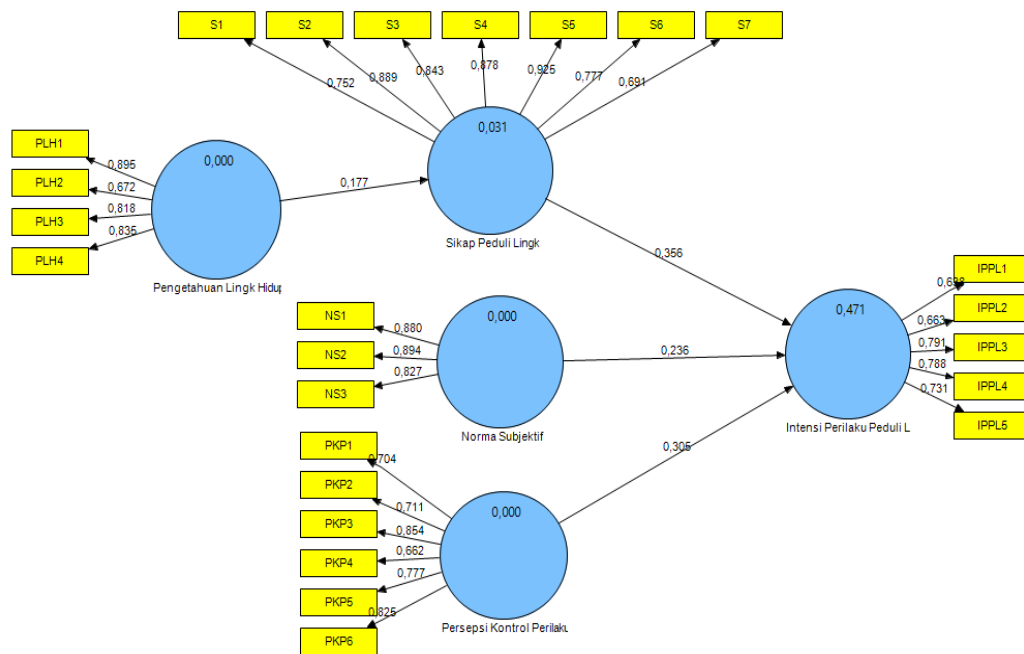 S1
S2
S3
S4
S5
S6
S7
0,752
0,889
0,843
0,878
0,925
0,777
0,691
0,031
Sikap Peduli Lingk
PLH1
PLH2
PLH3
PLH4
0,895
0,672
0,818
0,835
0,000
Pengetahuan Lingk Hidup
0,177
0,356
NS1
NS2
NS3
0,880
0,894
0,827
0,000
Norma Subjektif
0,236
0,471
Intensi Perilaku Peduli L
IPPL1
IPPL2
IPPL3
IPPL4
IPPL5
0,663
0,791
0,788
0,731
PKP1
PKP2
PKP3
PKP4
PKP5
PKP6
0,704
0,711
0,854
0,662
0,777
0,825
0,000
Persepsi Kontrol Perilaku
0,305